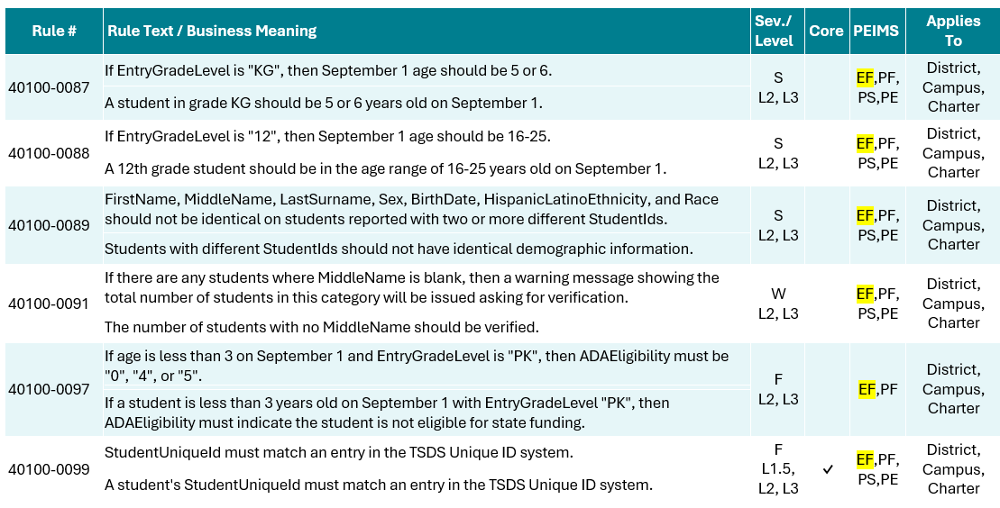 Rule # Rule Text / Business Meaning Sev./ Level Core PEIMS Applies To
40100-0087
If EntryGradeLevel is "KG", then September 1 age should be 5 or 6.
A student in grade KG should be 5 or 6 years old on September 1.
S
L2, L3
EF,PF,
PS,PE
District,
Campus,
Charter
40100-0088
If EntryGradeLevel is "12", then September 1 age should be 16-25.
A 12th grade student should be in the age range of 16-25 years old on September 1.
S
L2, L3
EF,PF,
PS,PE
District,
Campus,
Charter
40100-0089
FirstName, MiddleName, LastSurname, Sex, BirthDate, HispanicLatinoEthnicity, and Race
should not be identical on students reported with two or more different StudentIds.
Students with different StudentIds should not have identical demographic information.
S
L2, L3
EF,PF,
PS,PE
District,
Campus,
Charter
40100-0091
If there are any students where MiddleName is blank, then a warning message showing the
total number of students in this category will be issued asking for verification.
The number of students with no MiddleName should be verified.
W
L2, L3
EF,PF,
PS,PE
District,
Campus,
Charter
40100-0097
If age is less than 3 on September 1 and EntryGradeLevel is "PK", then ADAEligibility must be
"0", "4", or "5".
If a student is less than 3 years old on September 1 with EntryGradeLevel "PK", then
ADAEligibility must indicate the student is not eligible for state funding.
F
L2, L3
EF,PF
District,
Campus,
Charter
40100-0099
StudentUniqueId must match an entry in the TSDS Unique ID system.
A student's StudentUniqueId must match an entry in the TSDS Unique ID system.
F
L1.5,
L2, L3
✓
EF,PF,
PS,PE
District,
Campus,
Charter